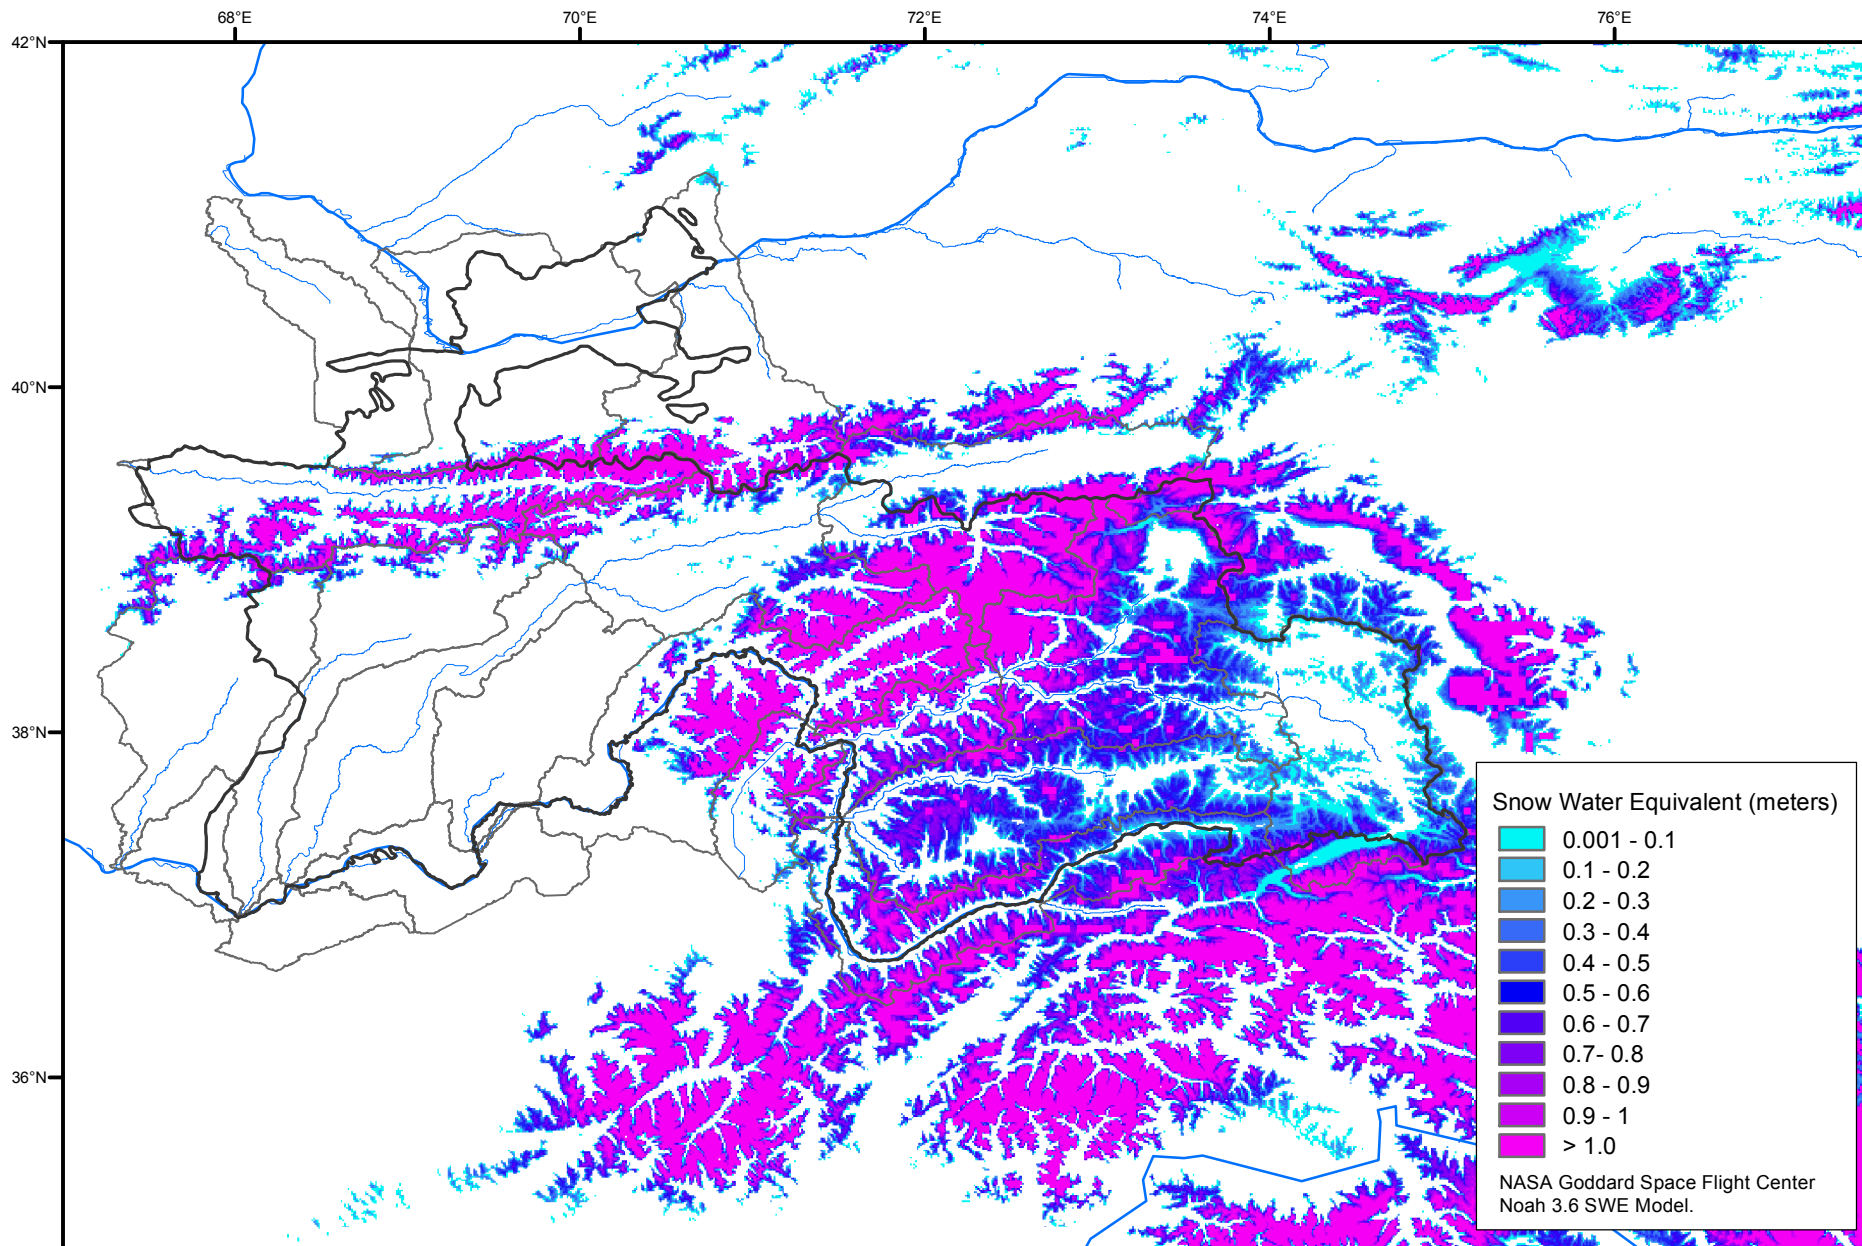 68°E 70°E 72°E 74°E 76°E
42°N
40°N
38°N
36°N
Snow Water Equivalent (meters)
0.001 - 0.1
0.1 - 0.2
0.2 - 0.3
0.3 - 0.4
0.4 - 0.5
0.5 - 0.6
0.6 - 0.7
0.7- 0.8
0.8 - 0.9
0.9 - 1
> 1.0
NASA Goddard Space Flight Center
Noah 3.6 SWE Model.